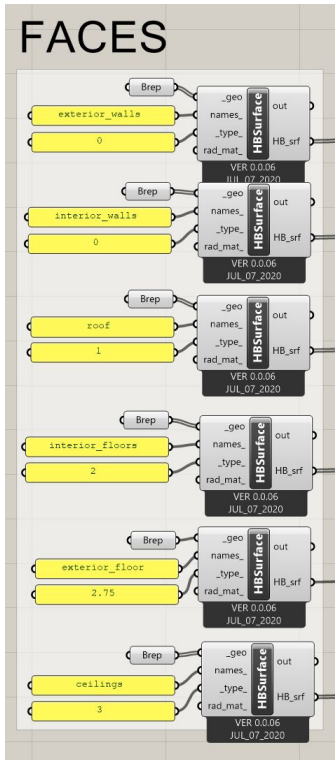 FACES
Brep
exterior_walls
0
_geo
names_
_type_
rad_mat_
HBSurface
out
HB_srf
VER 0.0.06
JUL_07_2020
Brep
interior_walls
0
_geo
names_
_type_
rad_mat_
HBSurface
out
HB_srf
VER 0.0.06
JUL_07_2020
Brep
roof
1
_geo
names_
_type_
rad_mat_
HBSurface
out
HB_srf
VER 0.0.06
JUL_07_2020
Brep
interior_floors
2
_geo
names_
_type_
rad_mat_
HBSurface
out
HB_srf
VER 0.0.06
JUL_07_2020
Brep
exterior_floor
2.75
_geo
names_
_type_
rad_mat_
HBSurface
out
HB_srf
VER 0.0.06
JUL_07_2020
Brep
ceilings
3
_geo
names_
_type_
rad_mat_
HBSurface
out
HB_srf
VER 0.0.06
JUL_07_2020